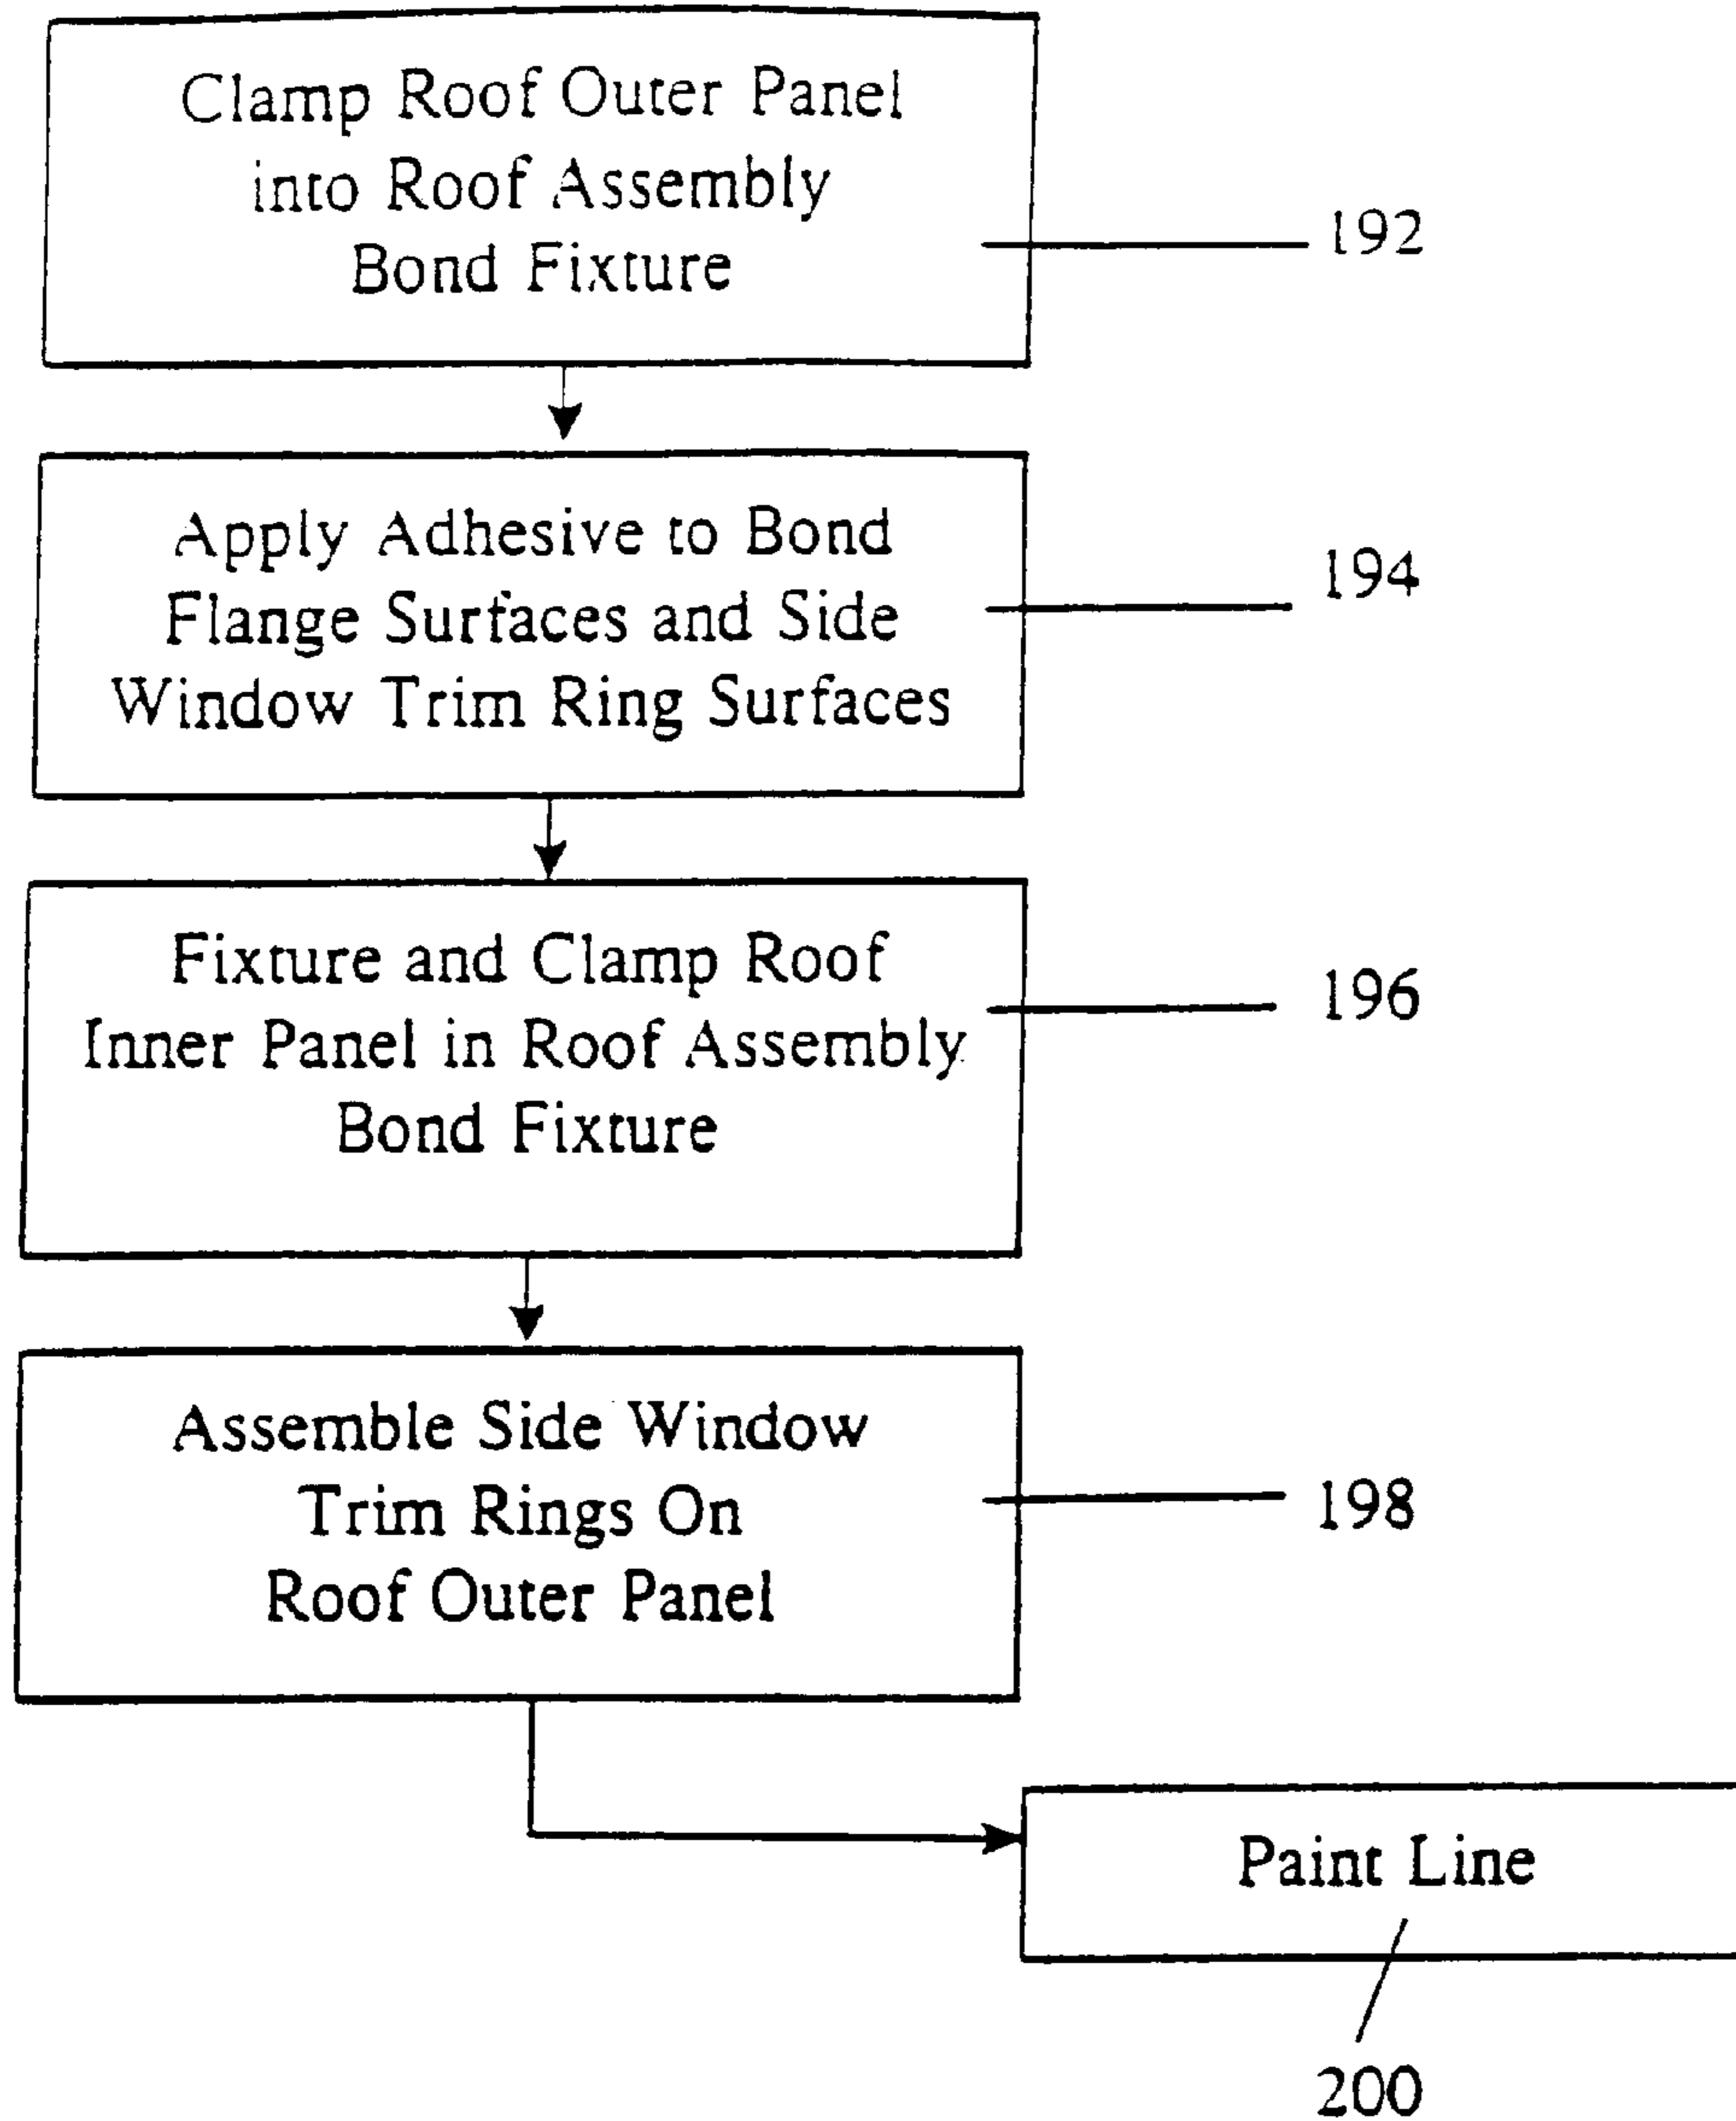 Clamp Roof Outer Panel
into Roof Assembly
Bond Fixture
192
Apply Adhesive to Bond
Flange Surfaces and Side
Window Trim Ring Surfaces
194
Fixture and Clamp Roof
Inner Panel in Roof Assembly
Bond Fixture
196
Assemble Side Window
Trim Rings On
Roof Outer Panel
198
Paint Line
200